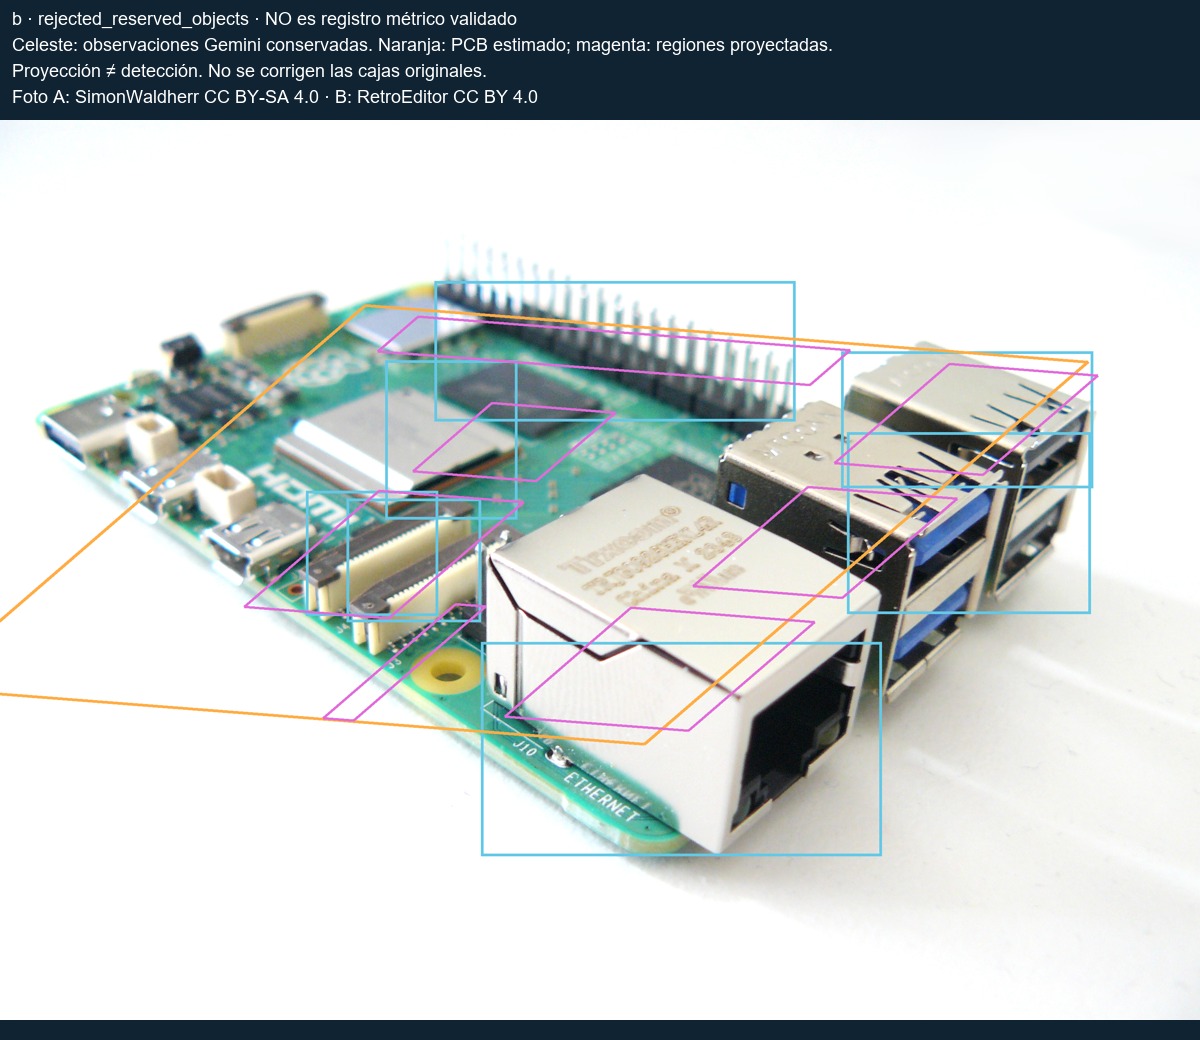 b · rejected_reserved_objects · NO es registro métrico validado
Celeste: observaciones Gemini conservadas. Naranja: PCB estimado; magenta: regiones proyectadas.
Proyección ≠ detección. No se corrigen las cajas originales.
Foto A: SimonWaldherr CC BY-SA 4.0 · B: RetroEditor CC BY 4.0
HDMI
Trxcom®
China
J10
ETHERNET